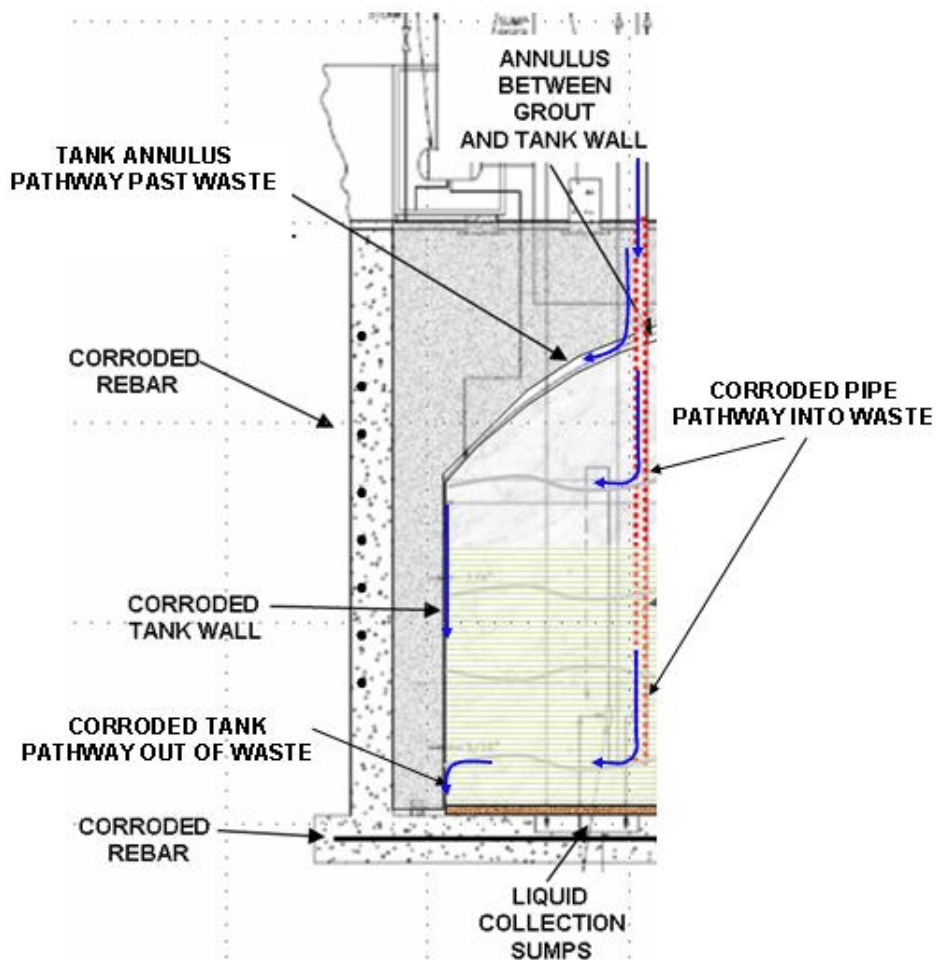 SUMP
ANNULUS
BETWEEN
GROUT
AND TANK WALL
TANK ANNULUS
PATHWAY PAST WASTE
CORRODED
REBAR
CORRODED PIPE
PATHWAY INTO WASTE
CORRODED
TANK WALL
CORRODED TANK
PATHWAY OUT OF WASTE
CORRODED
REBAR
LIQUID
COLLECTION
SUMPS